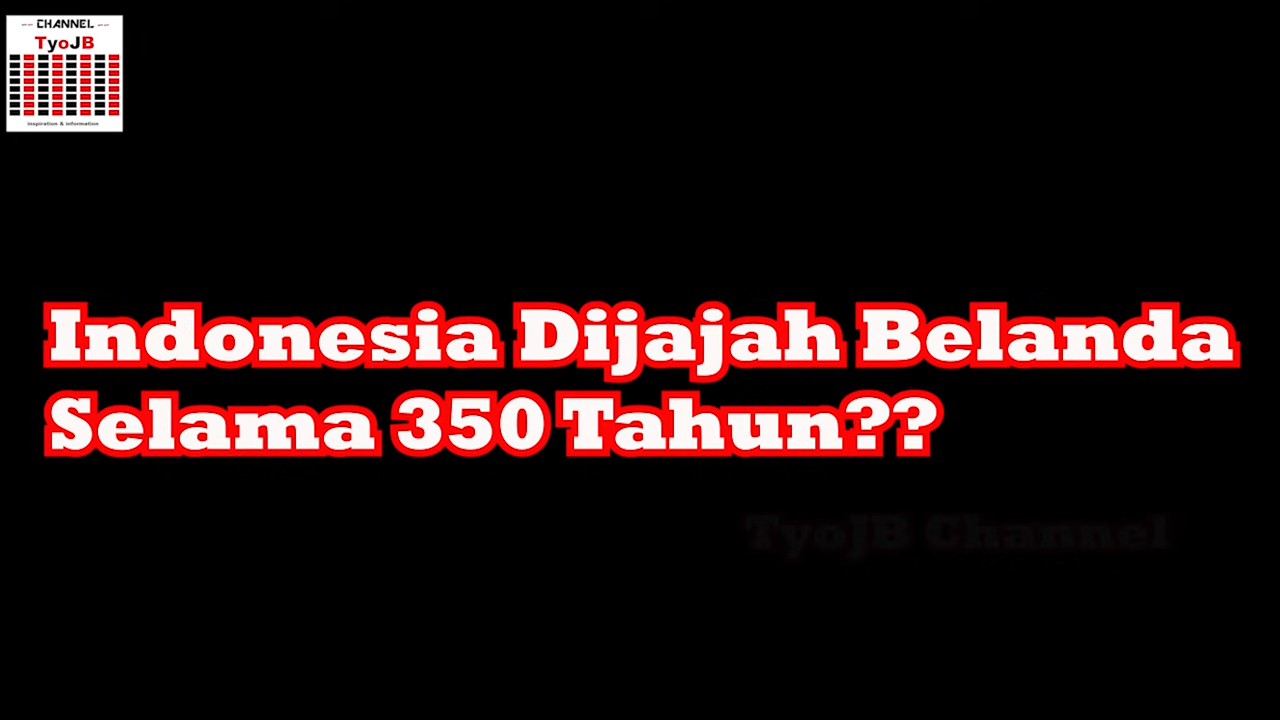 -- CHANNEL --
TyoJB
inspiration & information
Indonesia Dijajah Belanda
Selama 350 Tahun??
TyoJB Channel